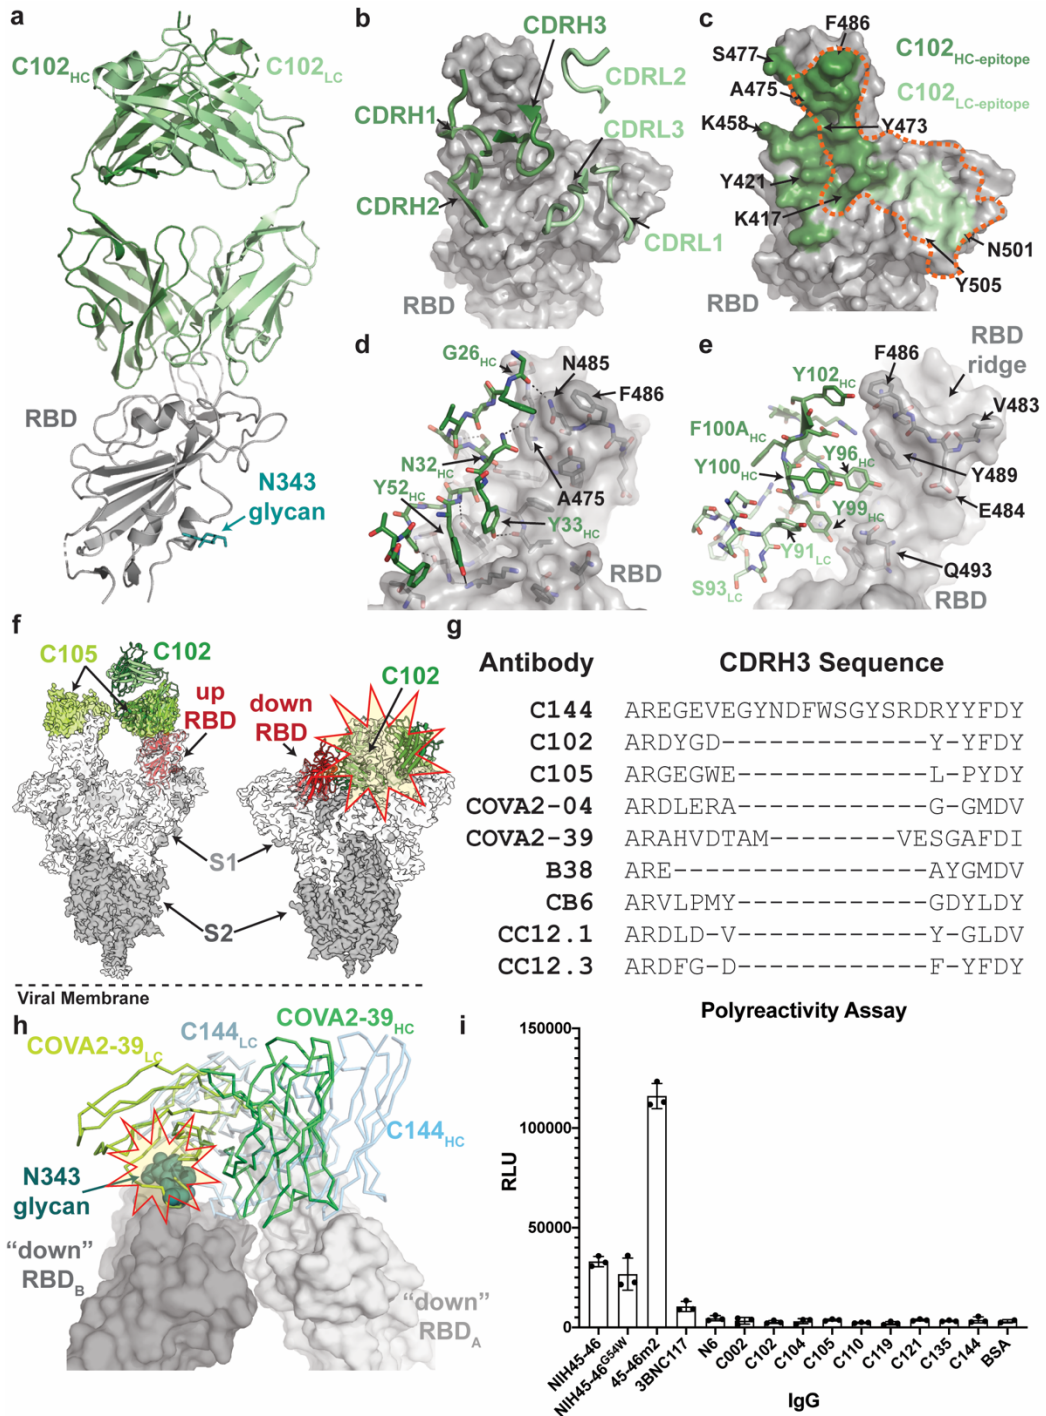 a
C102HC
C102LC
RBD
N343
glycan
b
CDRH3
CDRL2
CDRH1
CDRL3
CDRH2
CDRL1
RBD
c
F486
S477
C102HC-epitope
A475
C102LC-epitope
K458
Y473
Y421
K417
N501
Y505
RBD
d
G26HC
N485
F486
N32HC
Y52HC
A475
Y33HC
RBD
e
RBD
ridge
F486
Y102HC
V483
F100AHC
Y96HC
Y100HC
Y489
Y99HC
E484
Y91LC
Q493
S93LC
RBD
f
C105
C102
C102
up
RBD
down
RBD
S1
S2
Viral Membrane
g
Antibody CDRH3 Sequence
C144 AREGEVEGYNDFWSGYSRDRYYFDY
C102 ARDYGD------------Y-YFDY
C105 ARGEGWE------------L-PYDY
COVA2-04 ARDLERA------------G-GMDV
COVA2-39 ARAHVDTAM----------VESGAFDI
B38 ARE----------------AYGMDV
CB6 ARVLPMY------------GDYLDY
CC12.1 ARDLD-V------------Y-GLDV
CC12.3 ARDFG-D------------F-YFDY
h
COVA2-39LC
C144LC
COVA2-39HC
C144HC
N343
glycan
"down"
RBDB
"down"
RBDA
i
Polyreactivity Assay
150000
100000
50000
0
RLU
NIH45-46
NIH45-46G54W
45-46m2
3BNC117
N6
C002
C102
C104
C105
C110
C119
C121
C135
C144
BSA
IgG